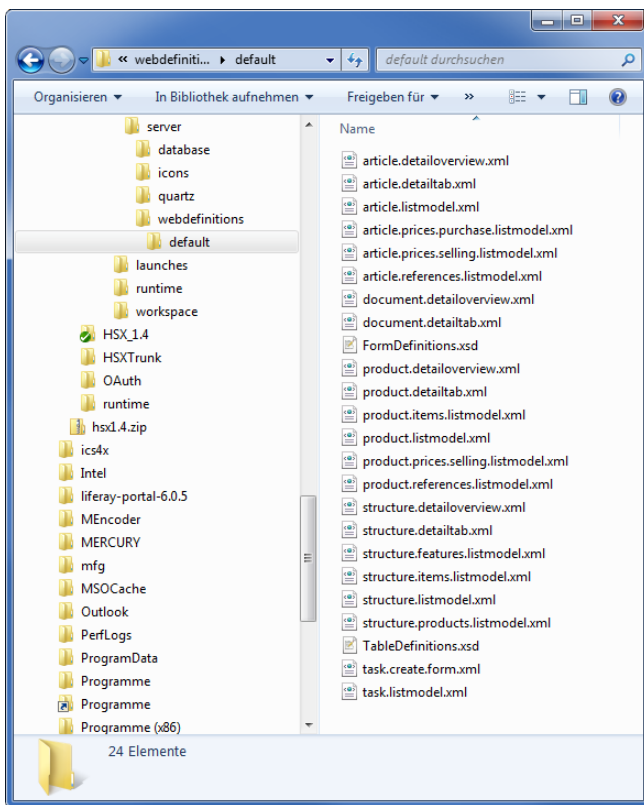 « webdefiniti... ▸ default
default durchsuchen
Organisieren
In Bibliothek aufnehmen
Freigeben für
»
server
database
icons
quartz
webdefinitions
default
launches
runtime
workspace
HSX_1.4
HSXTrunk
OAuth
runtime
hsx1.4.zip
ics4x
Intel
liferay-portal-6.0.5
MEncoder
MERCURY
mfg
MSOCache
Outlook
PerfLogs
ProgramData
Programme
Programme
Programme (x86)
Name
article.detailoverview.xml
article.detailtab.xml
article.listmodel.xml
article.prices.purchase.listmodel.xml
article.prices.selling.listmodel.xml
article.references.listmodel.xml
document.detailoverview.xml
document.detailtab.xml
FormDefinitions.xsd
product.detailoverview.xml
product.detailtab.xml
product.items.listmodel.xml
product.listmodel.xml
product.prices.selling.listmodel.xml
product.references.listmodel.xml
structure.detailoverview.xml
structure.detailtab.xml
structure.features.listmodel.xml
structure.items.listmodel.xml
structure.listmodel.xml
structure.products.listmodel.xml
TableDefinitions.xsd
task.create.form.xml
task.listmodel.xml
24 Elemente